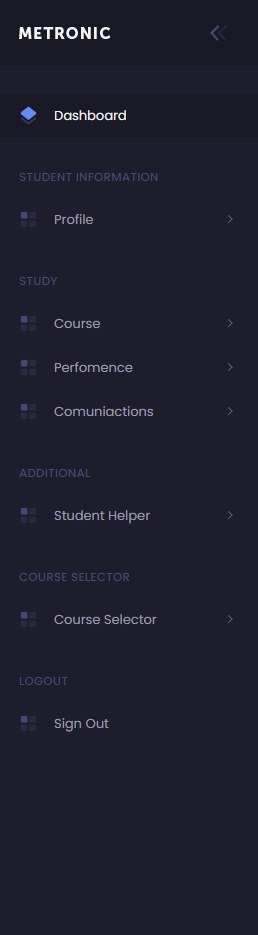 METRONIC
Dashboard
STUDENT INFORMATION
Profile
STUDY
Course
Perfomence
Comuniactions
ADDITIONAL
Student Helper
COURSE SELECTOR
Course Selector
LOGOUT
Sign Out